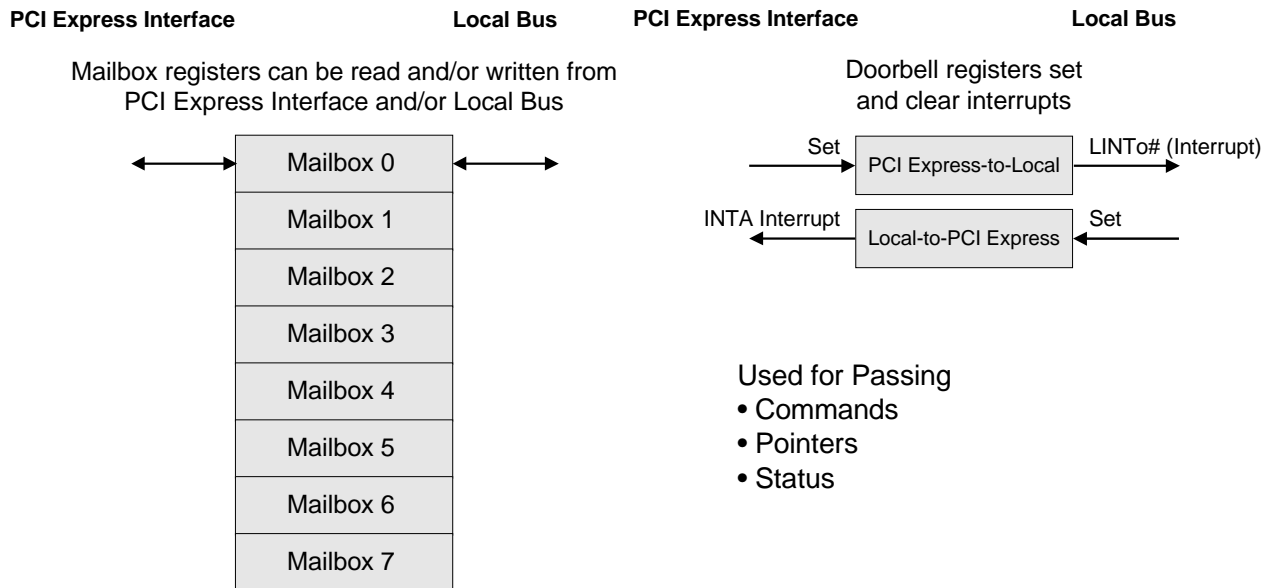 PCI Express Interface
Local Bus
Mailbox registers can be read and/or written from
PCI Express Interface and/or Local Bus
Mailbox 0
Mailbox 1
Mailbox 2
Mailbox 3
Mailbox 4
Mailbox 5
Mailbox 6
Mailbox 7
PCI Express Interface
Local Bus
Doorbell registers set
and clear interrupts
Set
PCI Express-to-Local
LINTo# (Interrupt)
INTA Interrupt
Local-to-PCI Express
Set
Used for Passing
• Commands
• Pointers
• Status